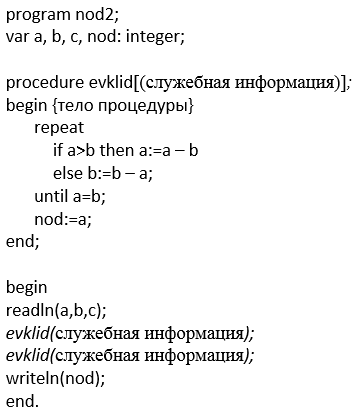 program nod2;
var a, b, c, nod: integer;
procedure evklid[(служебная информация)];
begin {тело процедуры}
repeat
if a>b then a:=a – b
else b:=b – a;
until a=b;
nod:=a;
end;
begin
readln(a,b,c);
evklid(служебная информация);
evklid(служебная информация);
writeln(nod);
end.